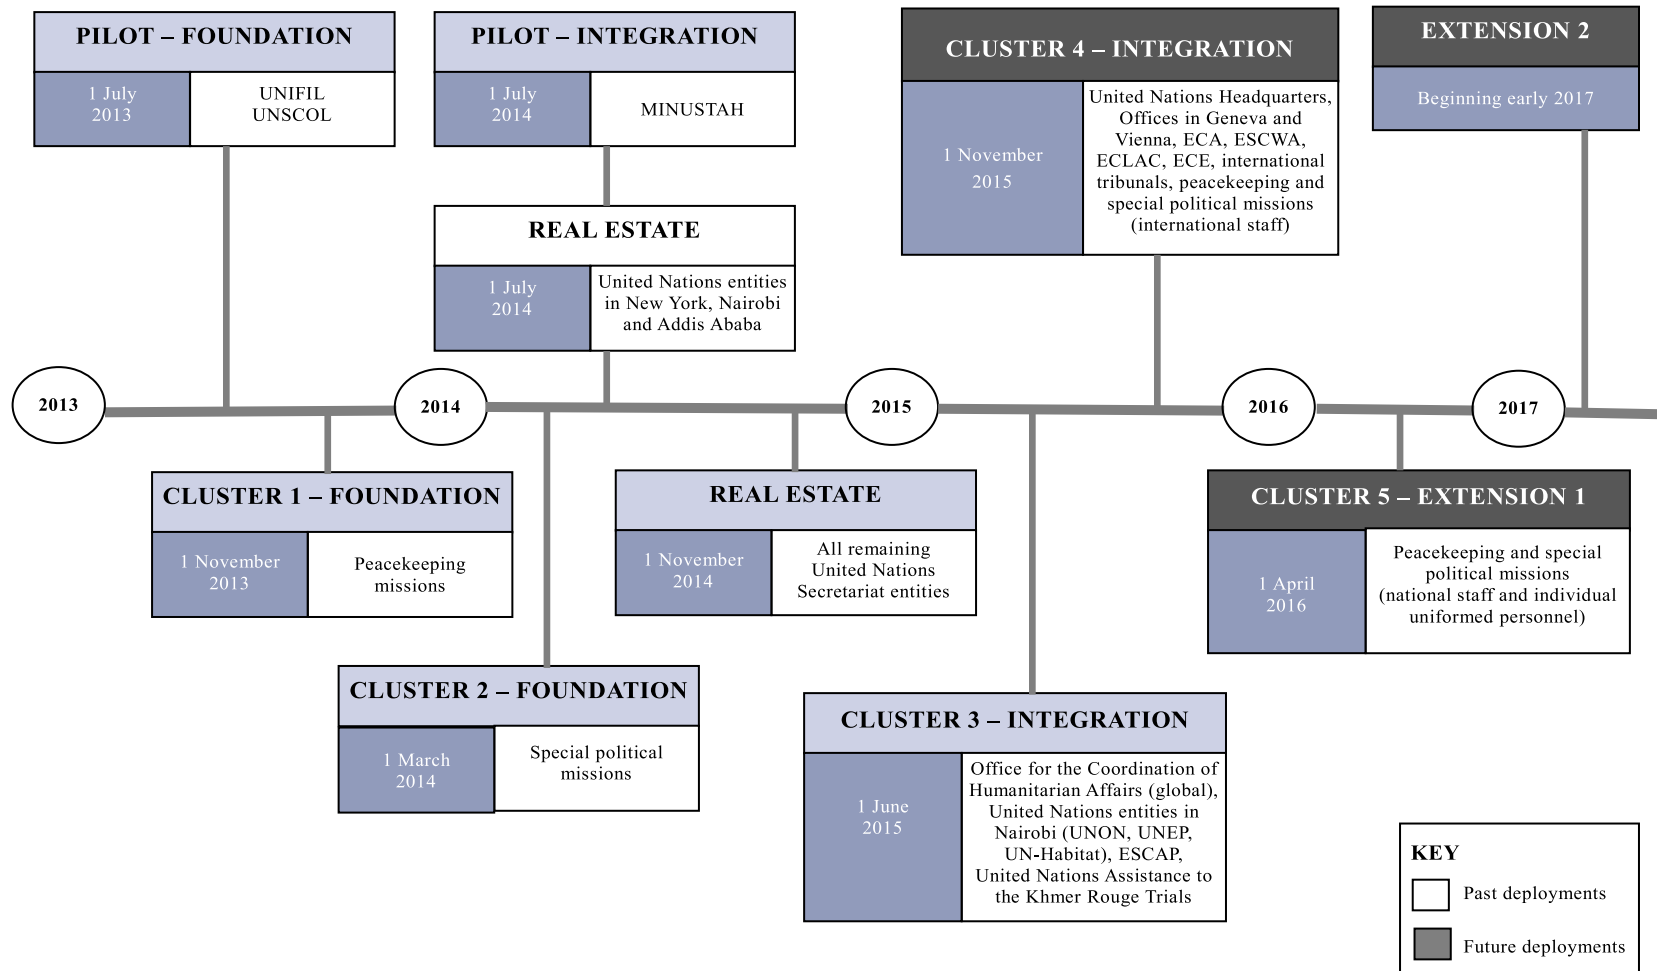 PILOT – FOUNDATION
1 July
2013
UNIFIL
UNSCOL
PILOT – INTEGRATION
1 July
2014
MINUSTAH
REAL ESTATE
1 July
2014
United Nations entities
in New York, Nairobi
and Addis Ababa
CLUSTER 4 – INTEGRATION
1 November
2015
United Nations Headquarters,
Offices in Geneva and
Vienna, ECA, ESCWA,
ECLAC, ECE, international
tribunals, peacekeeping and
special political missions
(international staff)
EXTENSION 2
Beginning early 2017
2013
2014
2015
2016
2017
CLUSTER 1 – FOUNDATION
1 November
2013
Peacekeeping
missions
CLUSTER 2 – FOUNDATION
1 March
2014
Special political
missions
REAL ESTATE
1 November
2014
All remaining
United Nations
Secretariat entities
CLUSTER 3 – INTEGRATION
1 June
2015
Office for the Coordination of
Humanitarian Affairs (global),
United Nations entities in
Nairobi (UNON, UNEP,
UN-Habitat), ESCAP,
United Nations Assistance to
the Khmer Rouge Trials
CLUSTER 5 – EXTENSION 1
1 April
2016
Peacekeeping and special
political missions
(national staff and individual
uniformed personnel)
KEY
Past deployments
Future deployments